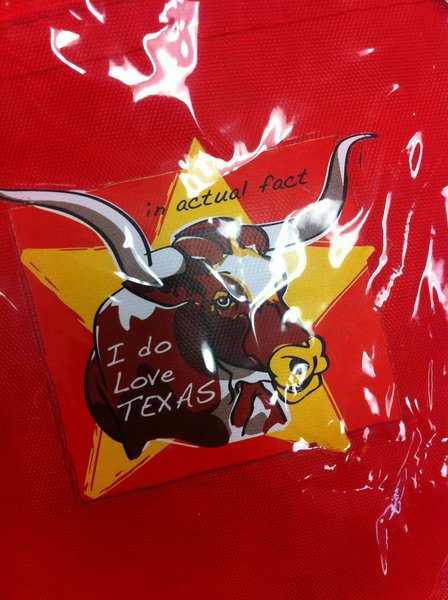 in actual fact
I do
Love
TEXAS